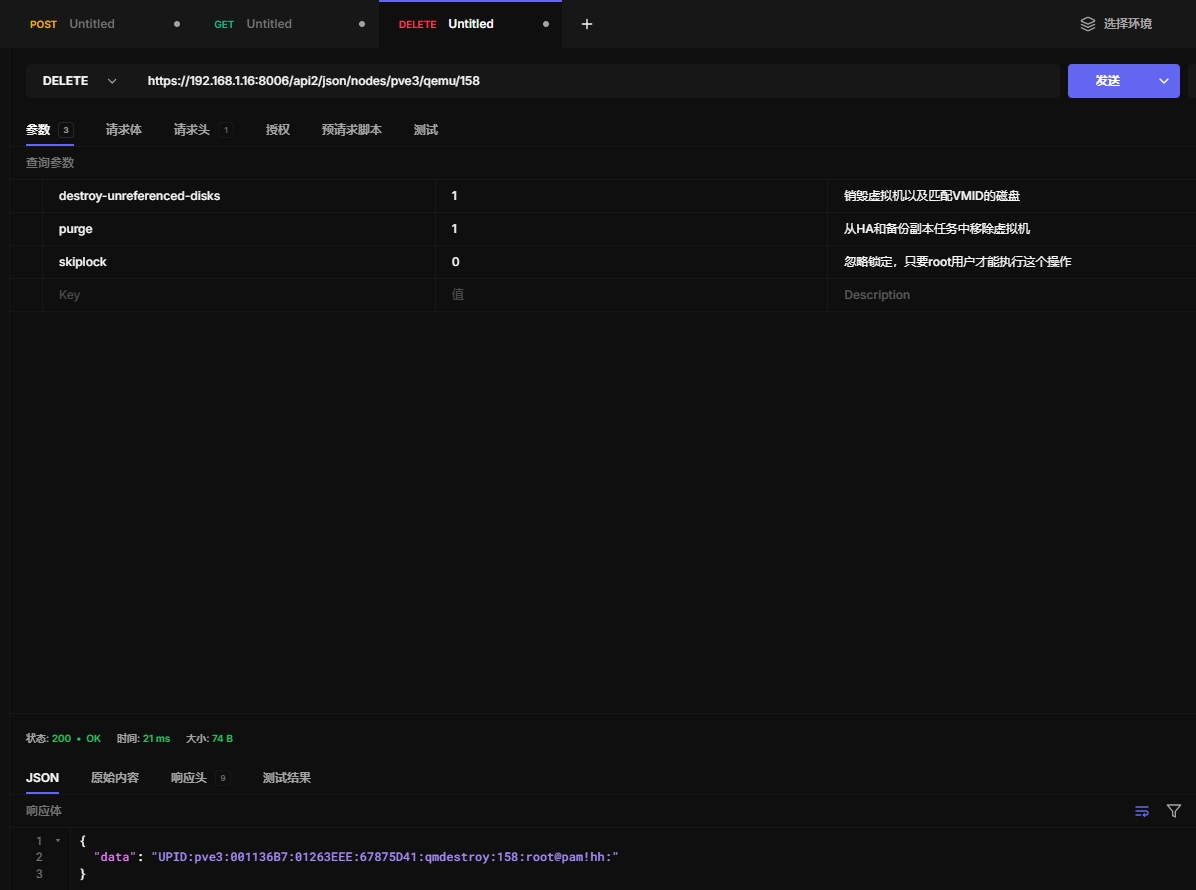 POST Untitled GET Untitled DELETE Untitled + 选择环境
DELETE https://192.168.1.16:8006/api2/json/nodes/pve3/qemu/158 发送
参数 3 请求体 请求头 1 授权 预请求脚本 测试
查询参数
destroy-unreferenced-disks 1 销毁虚拟机以及匹配VMID的磁盘
purge 1 从HA和备份副本任务中移除虚拟机
skiplock 0 忽略锁定，只要root用户才能执行这个操作
Key 值 Description
状态: 200 • OK 时间: 21 ms 大小: 74 B
JSON 原始内容 响应头 9 测试结果
响应体
1 {
2 "data": "UPID:pve3:001136B7:01263EEE:67875D41:qmdestroy:158:root@pam!hh:"
3 }